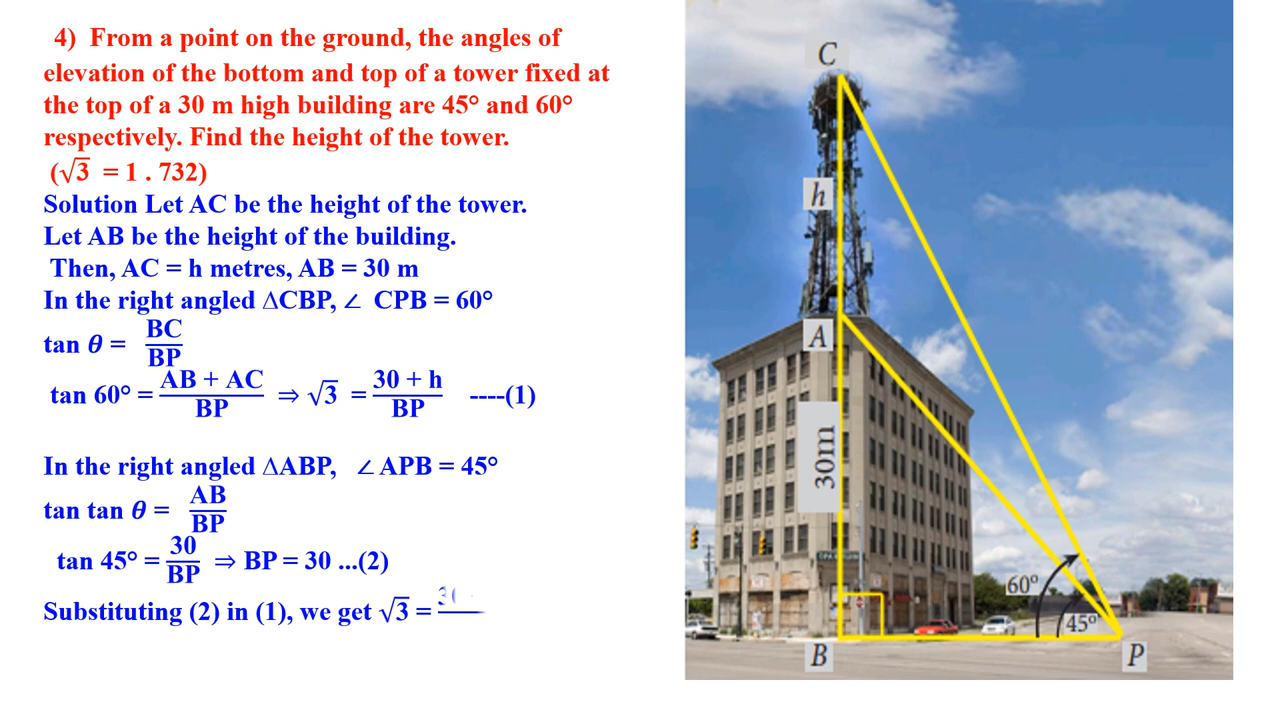 4) From a point on the ground, the angles of
elevation of the bottom and top of a tower fixed at
the top of a 30 m high building are 45° and 60°
respectively. Find the height of the tower.
(√3 = 1 . 732)
Solution Let AC be the height of the tower.
Let AB be the height of the building.
Then, AC = h metres, AB = 30 m
In the right angled ∆CBP, ∠ CPB = 60°
tan θ = BC/BP
tan 60° = AB + AC/BP ⇒ √3 = 30 + h/BP ----(1)
In the right angled ∆ABP, ∠APB = 45°
tan tan θ = AB/BP
tan 45° = 30/BP ⇒ BP = 30 ...(2)
Substituting (2) in (1), we get √3 =
C
h
A
30m
60°
45°
B
P